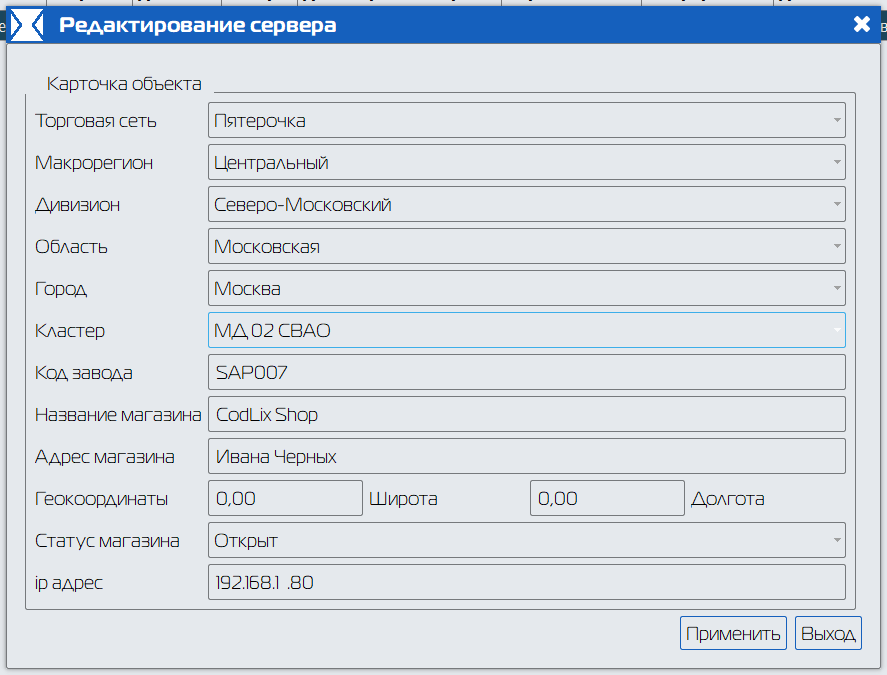 Редактирование сервера
Карточка объекта
Торговая сеть Пятерочка
Макрорегион Центральный
Дивизион Северо-Московский
Область Московская
Город Москва
Кластер МД 02 СВАО
Код завода SAP007
Название магазина CodLix Shop
Адрес магазина Ивана Черных
Геокоординаты 0,00 Широта 0,00 Долгота
Статус магазина Открыт
ip адрес 192.168.1 .80
Применить Выход